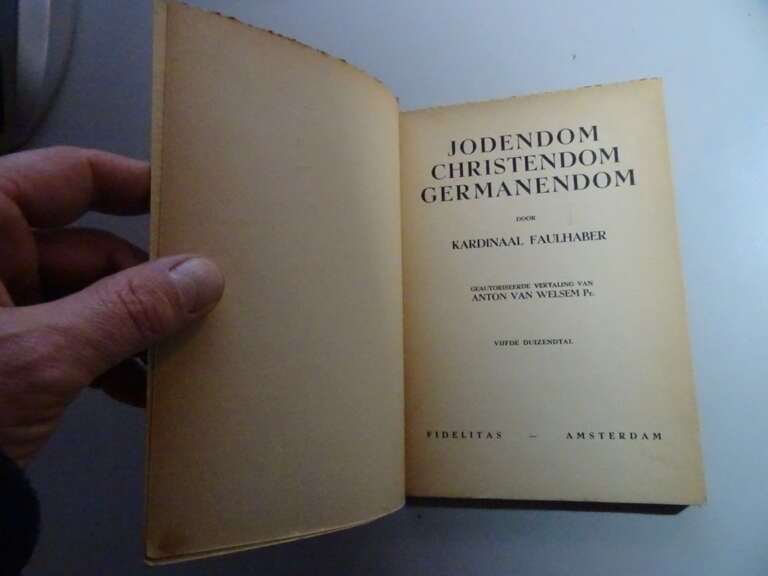 JODENDOM
CHRISTENDOM
GERMANENDOM
DOOR
KARDINAAL FAULHABER
GEAUTORISEERDE VERTALING VAN
ANTON VAN WELSEM Pr.
VIJFDE DUIZENDTAL
FIDELITAS — AMSTERDAM